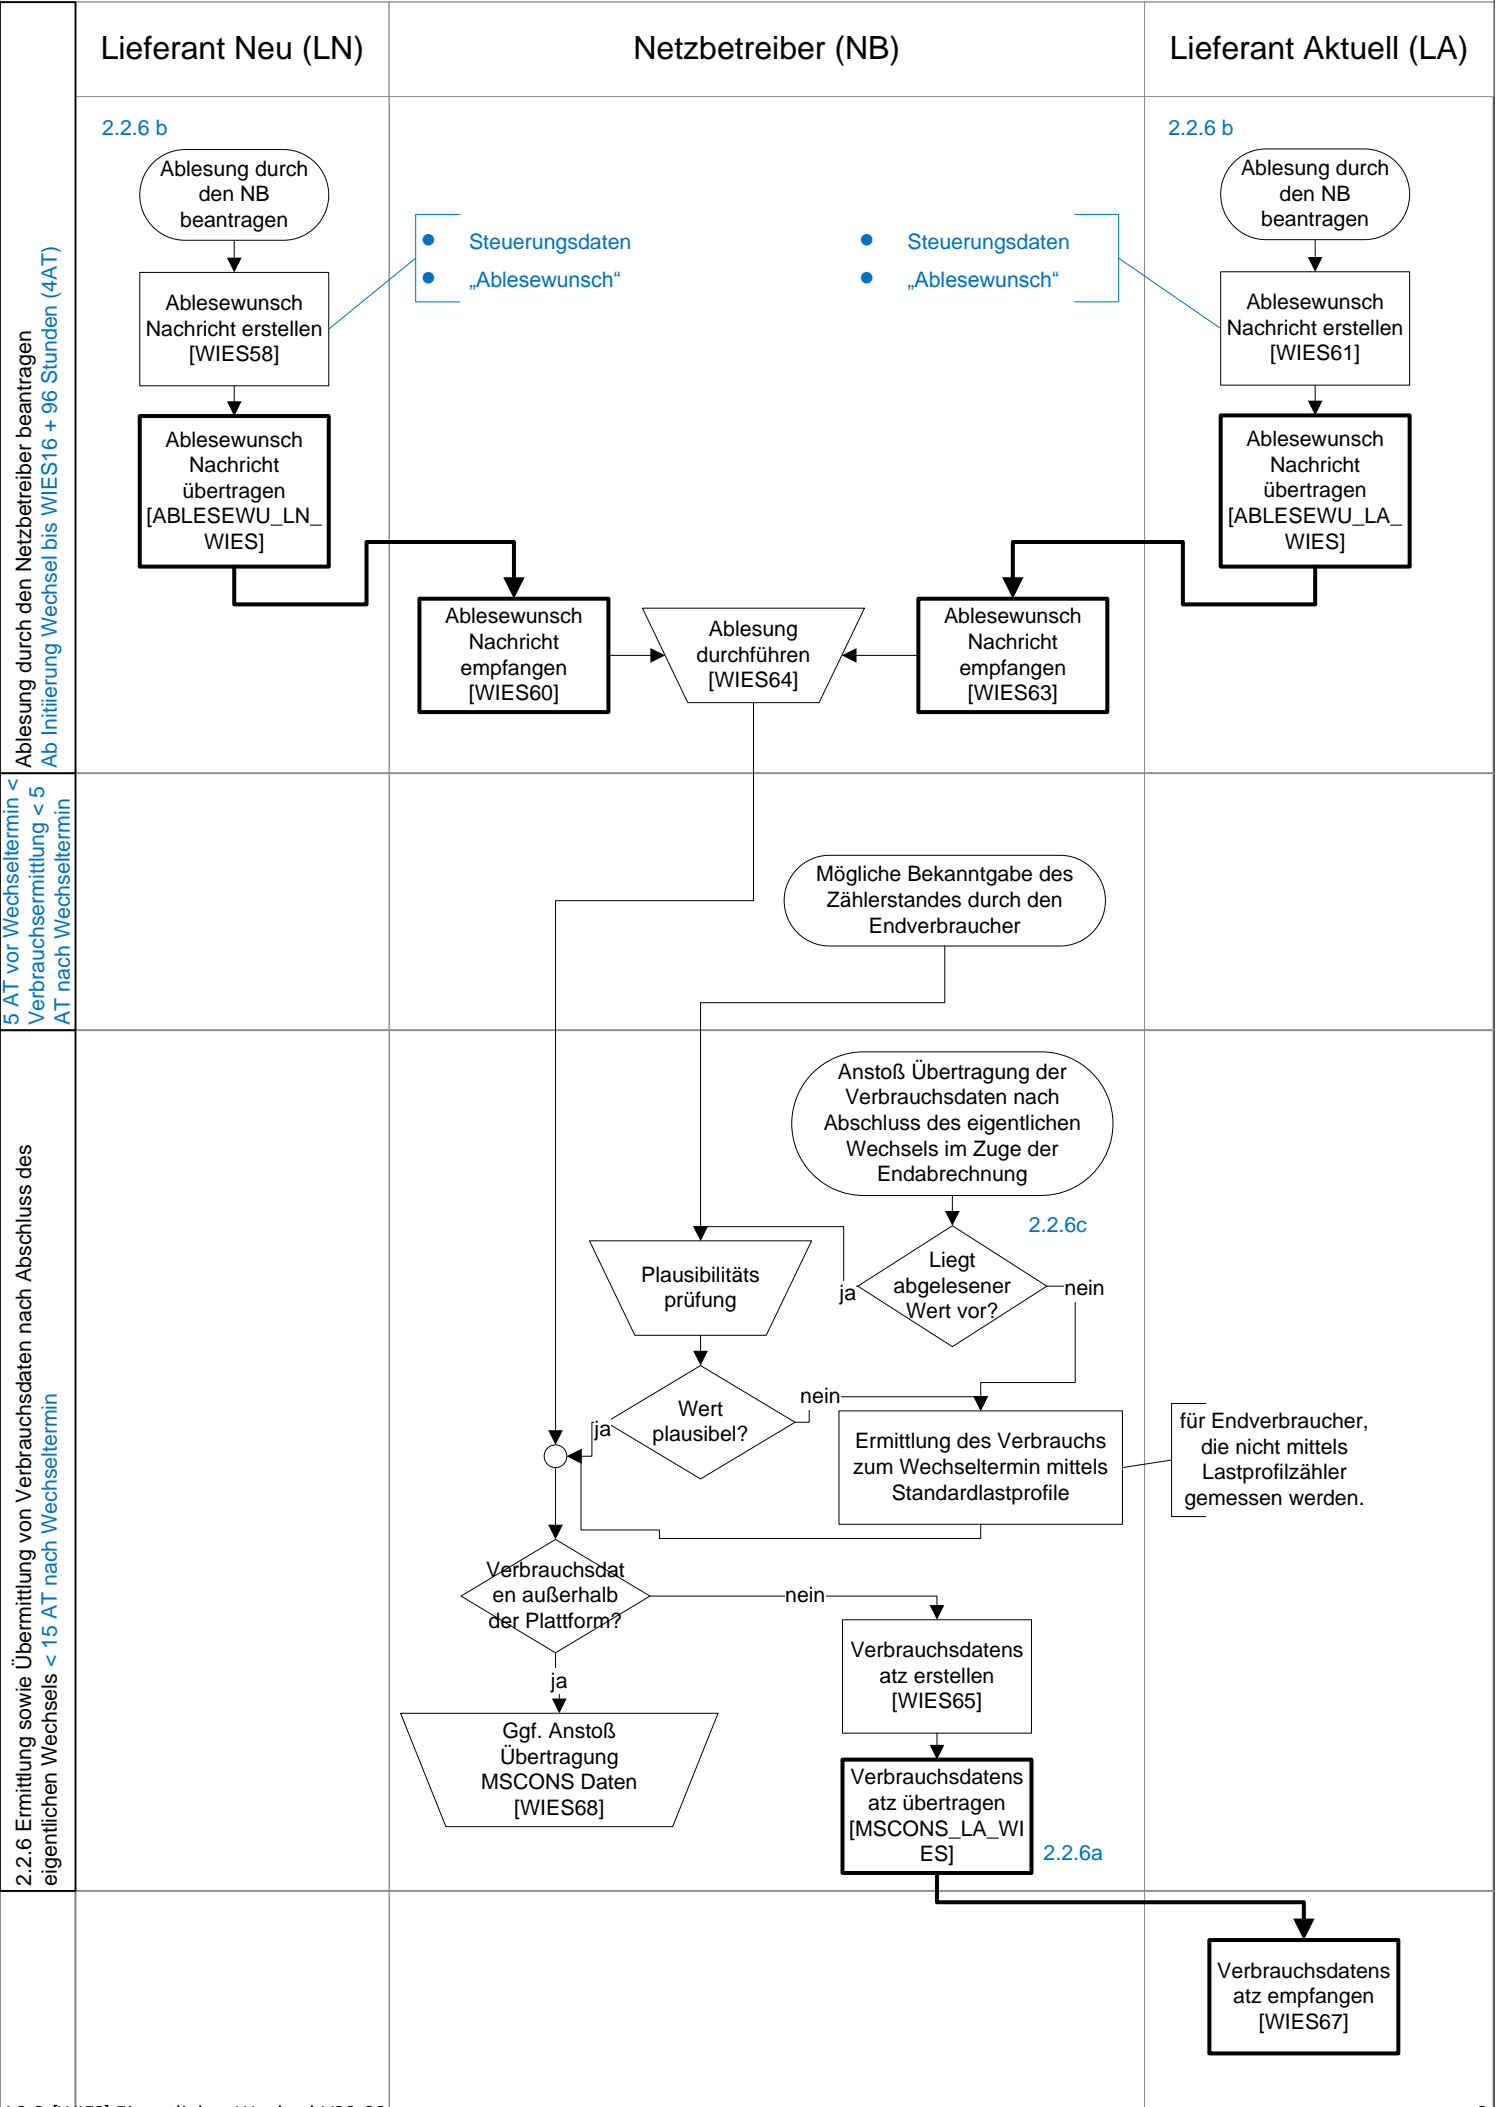 Lieferant Neu (LN)
Netzbetreiber (NB)
Lieferant Aktuell (LA)
Ablesung durch den Netzbetreiber beantragen
Ab Initiierung Wechsel bis WIES16 + 96 Stunden (4AT)
2.2.6 b
Ablesung durch
den NB
beantragen
Ablesewunsch
Nachricht erstellen
[WIES58]
Ablesewunsch
Nachricht
übertragen
[ABLESEWU_LN_
WIES]
● Steuerungsdaten
● „Ablesewunsch“
● Steuerungsdaten
● „Ablesewunsch“
2.2.6 b
Ablesung durch
den NB
beantragen
Ablesewunsch
Nachricht erstellen
[WIES61]
Ablesewunsch
Nachricht
übertragen
[ABLESEWU_LA_
WIES]
Ablesewunsch
Nachricht
empfangen
[WIES60]
Ablesung
durchführen
[WIES64]
Ablesewunsch
Nachricht
empfangen
[WIES63]
5 AT vor Wechseltermin <
Verbrauchsermittlung < 5
AT nach Wechseltermin
Mögliche Bekanntgabe des
Zählerstandes durch den
Endverbraucher
2.2.6 Ermittlung sowie Übermittlung von Verbrauchsdaten nach Abschluss des
eigentlichen Wechsels < 15 AT nach Wechseltermin
Anstoß Übertragung der
Verbrauchsdaten nach
Abschluss des eigentlichen
Wechsels im Zuge der
Endabrechnung
2.2.6c
Liegt
abgelesener
Wert vor?
ja
nein
Plausibilitäts
prüfung
Wert
plausibel?
ja
nein
Ermittlung des Verbrauchs
zum Wechseltermin mittels
Standardlastprofile
für Endverbraucher,
die nicht mittels
Lastprofilzähler
gemessen werden.
Verbrauchsdat
en außerhalb
der Plattform?
nein
ja
Ggf. Anstoß
Übertragung
MSCONS Daten
[WIES68]
Verbrauchsdatens
atz erstellen
[WIES65]
Verbrauchsdatens
atz übertragen
[MSCONS_LA_WI
ES]
2.2.6a
Verbrauchsdatens
atz empfangen
[WIES67]